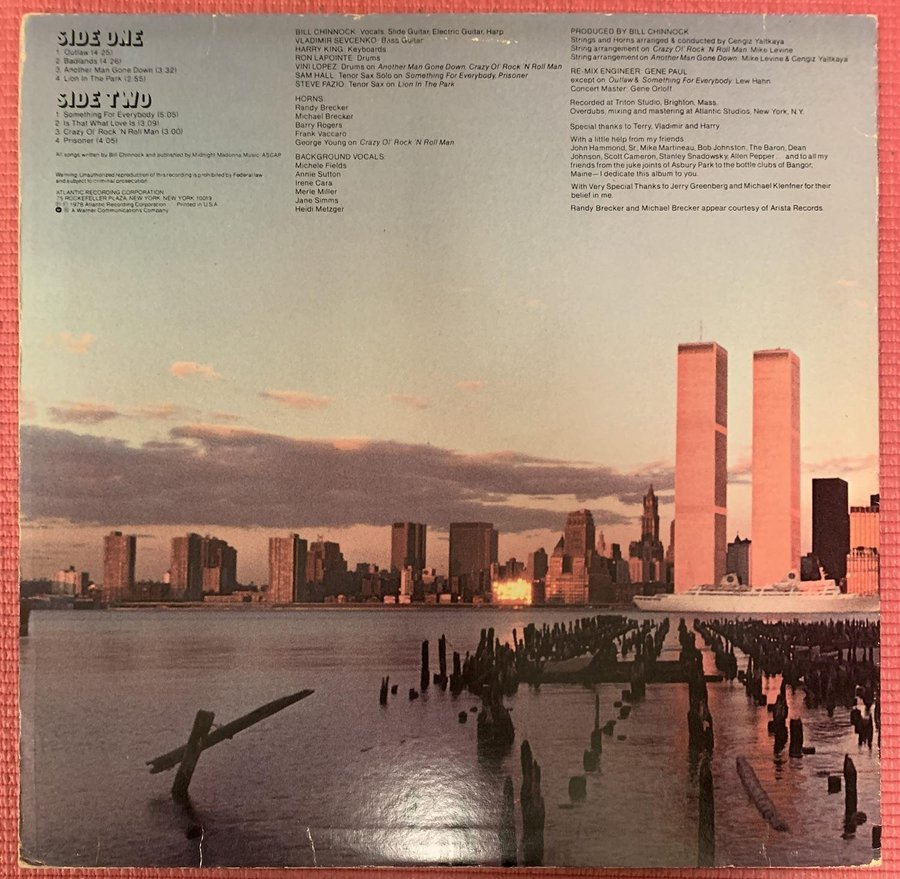 SIDE ONE
1. Outlaw (4:25)
2. Badlands (4:26)
3. Another Man Gone Down (3:32)
4. Lion In The Park (2:55)
SIDE TWO
1. Something For Everybody (5:05)
2. Is That What Love Is (3:09)
3. Crazy Ol' Rock 'N Roll Man (3:00)
4. Prisoner (4:05)
All songs written by Bill Chinnock and published by Midnight Madonna Music. ASCAP
Warning: Unauthorized reproduction of this recording is prohibited by Federal law
and subject to criminal prosecution.
ATLANTIC RECORDING CORPORATION
75 ROCKEFELLER PLAZA, NEW YORK, NEW YORK 10019
1978 Atlantic Recording Corporation Printed in U.S.A.
A Warner Communications Company
BILL CHINNOCK: Vocals, Slide Guitar, Electric Guitar, Harp
VLADIMIR SEVCENKO: Bass Guitar
HARRY KING: Keyboards
RON LAPOINTE: Drums
VINI LOPEZ: Drums on Another Man Gone Down, Crazy Ol' Rock 'N Roll Man
SAM HALL: Tenor Sax Solo on Something For Everybody, Prisoner
STEVE FAZIO: Tenor Sax on Lion In The Park
HORNS:
Randy Brecker
Michael Brecker
Barry Rogers
Frank Vaccaro
George Young on Crazy Ol' Rock 'N Roll Man
BACKGROUND VOCALS:
Michele Fields
Annie Sutton
Irene Cara
Merle Miller
Jane Simms
Heidi Metzger
PRODUCED BY BILL CHINNOCK
Strings and Horns arranged & conducted by Cengiz Yaltkaya
String arrangement on Crazy Ol' Rock 'N Roll Man: Mike Levine
String arrangement on Another Man Gone Down: Mike Levine & Cengiz Yaltkaya
RE-MIX ENGINEER: GENE PAUL
except on Outlaw & Something For Everybody: Lew Hahn
Concert Master: Gene Orloff
Recorded at Triton Studio, Brighton, Mass.
Overdubs, mixing and mastering at Atlantic Studios, New York, N.Y.
Special thanks to Terry, Vladimir and Harry.
With a little help from my friends:
John Hammond, Sr., Mike Martineau, Bob Johnston, The Baron, Dean
Johnson, Scott Cameron, Stanley Snadowsky, Allen Pepper... and to all my
friends from the juke joints of Asbury Park to the bottle clubs of Bangor,
Maine—I dedicate this album to you.
With Very Special Thanks to Jerry Greenberg and Michael Klenfner for their
belief in me.
Randy Brecker and Michael Brecker appear courtesy of Arista Records.